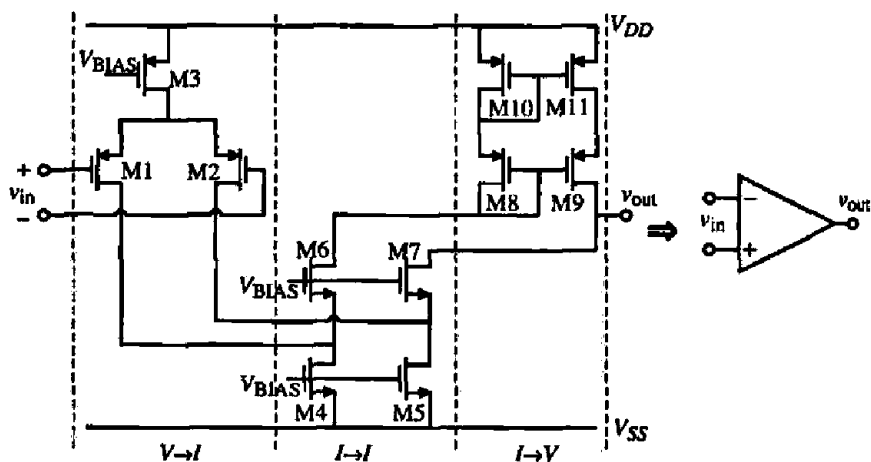 V_DD
V_BIAS
M3
M10
M11
+
v_in
−
M1
M2
M8
M9
v_out
⇒
v_in
−
+
v_out
M6
M7
V_BIAS
V_BIAS
M4
M5
V_SS
V→I
I→I
I→V